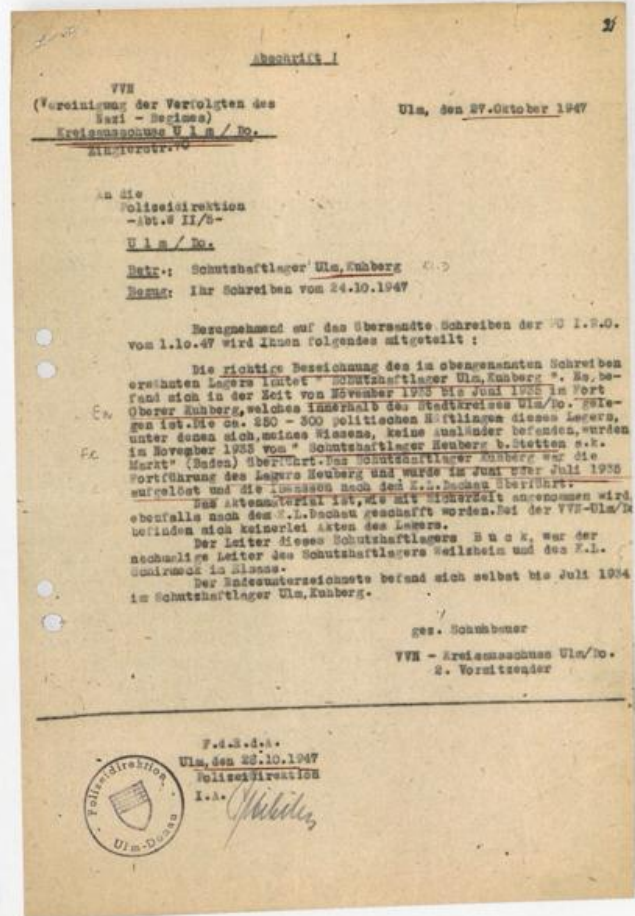 21
Abschrift !
VVN
(Vereinigung der Verfolgten des
Nazi - Regimes)
Kreisausschuss U l m / Do.
Zinglerstr.70
Ulm, den 27.Oktober 1947
An die
Polizeidirektion
-Abt.W II/5-
U l m / Do.
Betr.: Schutzhaftlager Ulm,Kuhberg
Bezug: Ihr Schreiben vom 24.10.1947
Bezugnehmend auf das übersandte Schreiben der PC I.R.O.
vom 1.10.47 wird Ihnen folgendes mitgeteilt :
Die richtige Bezeichnung des im obengenannten Schreiben
erwähnten Lagers lautet " Schutzhaftlager Ulm,Kuhberg ". Es be-
fand sich in der Zeit von November 1933 bis Juni 1935 im Fort
Oberer Kuhberg,welches innerhalb des Stadtkreises Ulm/Do. gele-
gen ist.Die ca. 250 - 300 politischen Häftlingen dieses Lagers,
unter denen sich,meines Wissens, keine Ausländer befanden,wurden
im November 1933 vom " Schutzhaftlager Heuberg b.Stetten a.k.
Markt" (Baden) überführt.Das Schutzhaftlager Kuhberg war die
Fortführung des Lagers Heuberg und wurde im Juni oder Juli 1935
aufgelöst und die Insassen nach dem K.L.Dachau überführt.
Das Aktenmaterial ist,wie mit sicherzeit angenommen wird,
ebenfalls nach dem K.L.Dachau geschafft worden.Bei der VVN-Ulm/Do
befinden sich keinerlei Akten des Lagers.
Der Leiter dieses Schutzhaftlagers B u c k, war der
nachmalige Leiter des Schutzhaftlagers Welzheim und des K.L.
Schirmeck im Elsass.
Der Endesunterzeichnete befand sich selbst bis Juli 1934
im Schutzhaftlager Ulm,Kuhberg.
gez. Schuhbauer
VVN - Kreisausschuss Ulm/Do.
2. Vorsitzender
F.d.R.d.A.
Ulm,den 28.10.1947
Polizeidirektion
I.A.
Polizeidirektion
Ulm-Donau